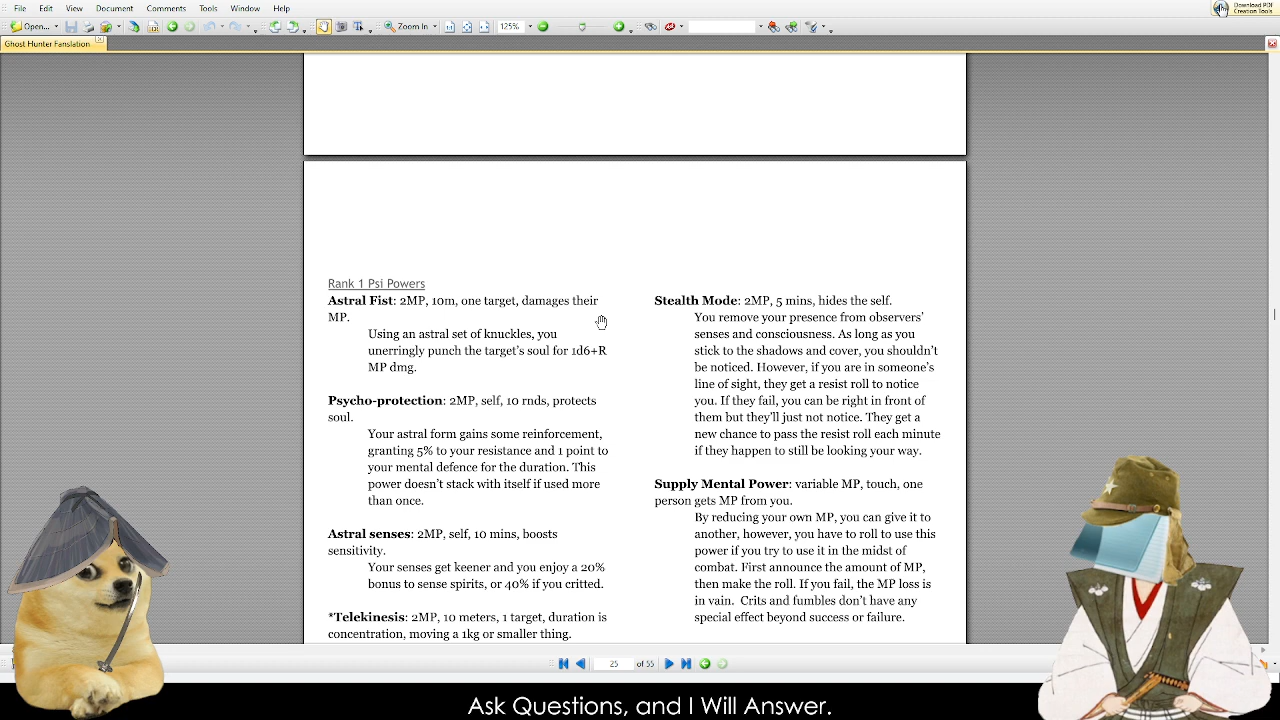 File Edit View Document Comments Tools Window Help
Download PDF
Creation Tools
Open...
Zoom In
125%
Ghost Hunter Fanslation
Rank 1 Psi Powers
Astral Fist: 2MP, 10m, one target, damages their
MP.
Using an astral set of knuckles, you
unerringly punch the target's soul for 1d6+R
MP dmg.
Psycho-protection: 2MP, self, 10 rnds, protects
soul.
Your astral form gains some reinforcement,
granting 5% to your resistance and 1 point to
your mental defence for the duration. This
power doesn't stack with itself if used more
than once.
Astral senses: 2MP, self, 10 mins, boosts
sensitivity.
Your senses get keener and you enjoy a 20%
bonus to sense spirits, or 40% if you critted.
*Telekinesis: 2MP, 10 meters, 1 target, duration is
concentration, moving a 1kg or smaller thing.
Stealth Mode: 2MP, 5 mins, hides the self.
You remove your presence from observers'
senses and consciousness. As long as you
stick to the shadows and cover, you shouldn't
be noticed. However, if you are in someone's
line of sight, they get a resist roll to notice
you. If they fail, you can be right in front of
them but they'll just not notice. They get a
new chance to pass the resist roll each minute
if they happen to still be looking your way.
Supply Mental Power: variable MP, touch, one
person gets MP from you.
By reducing your own MP, you can give it to
another, however, you have to roll to use this
power if you try to use it in the midst of
combat. First announce the amount of MP,
then make the roll. If you fail, the MP loss is
in vain. Crits and fumbles don't have any
special effect beyond success or failure.
25 of 55
Ask Questions, and I Will Answer.